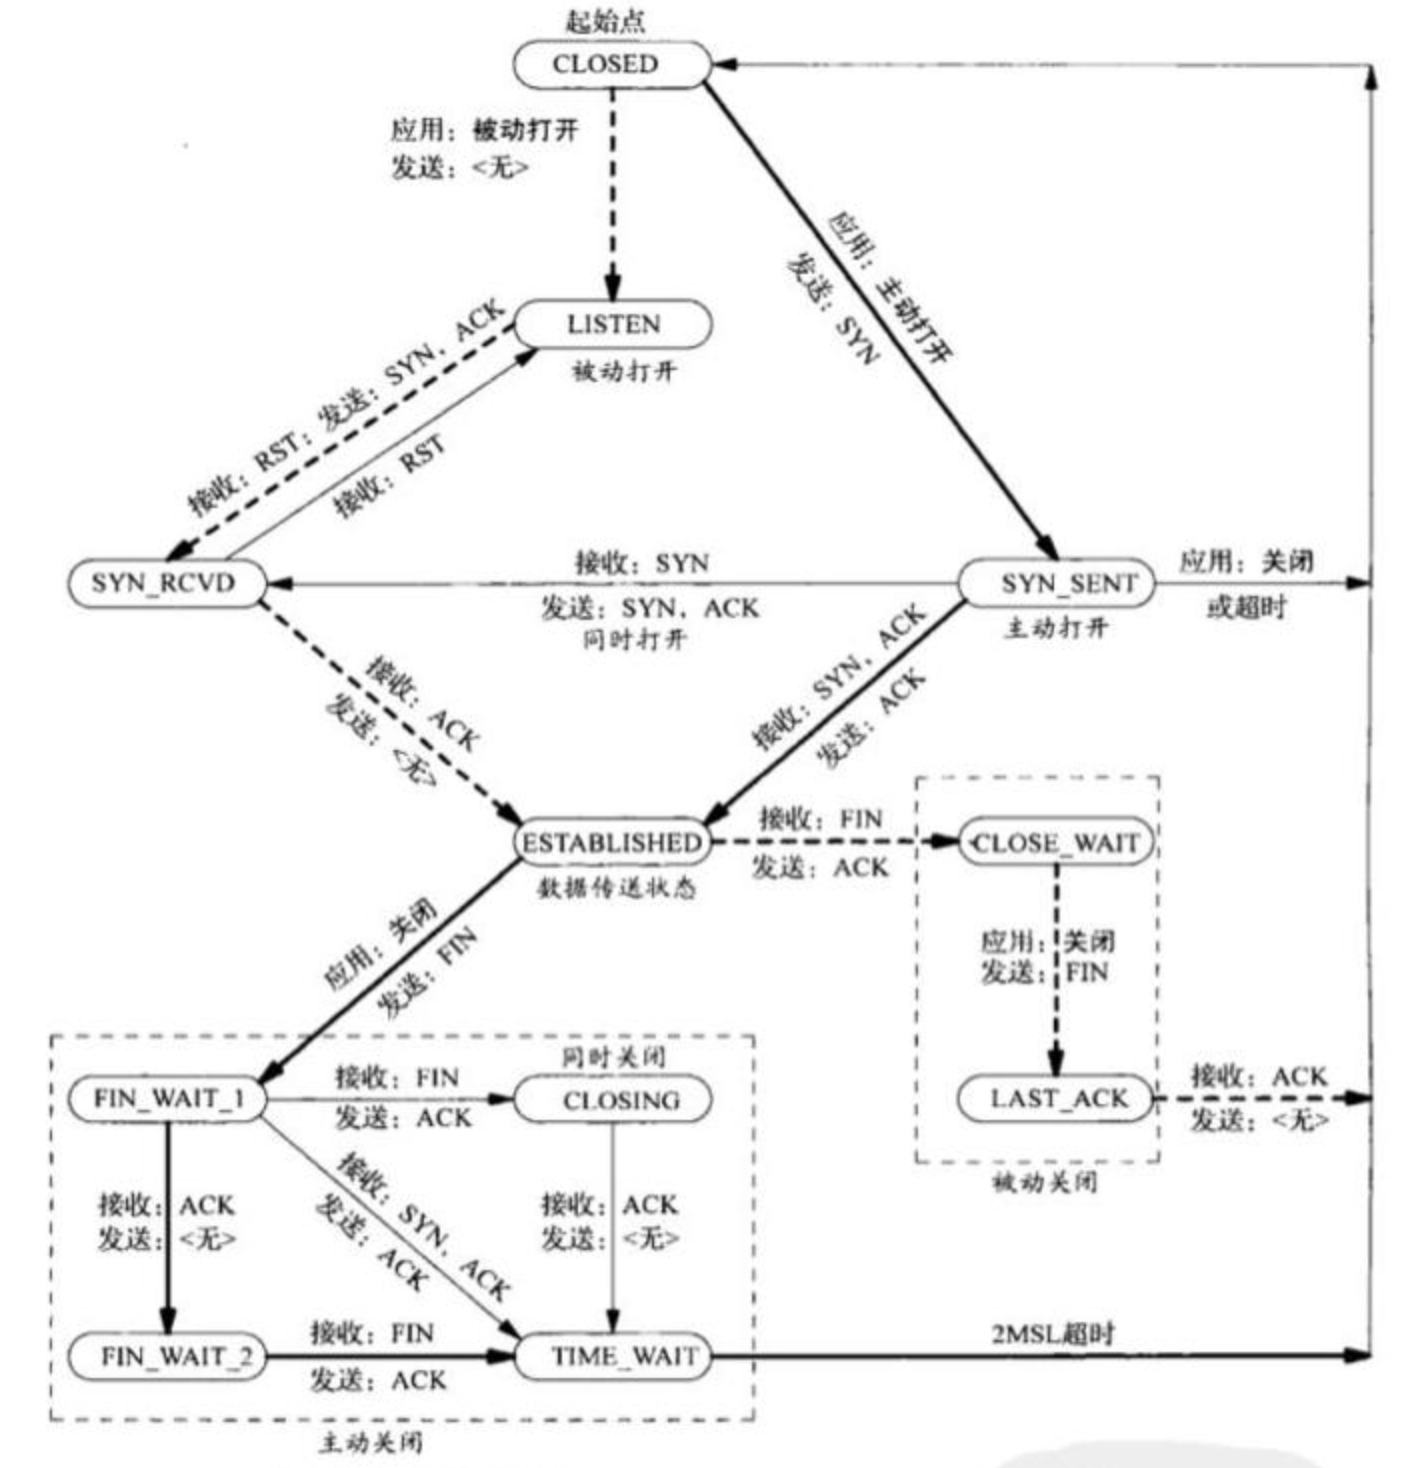 起始点
CLOSED
应用：被动打开
发送：<无>
应用：主动打开
发送：SYN
LISTEN
被动打开
接收：RST；发送：SYN，ACK
接收：RST
SYN_RCVD
接收：SYN
发送：SYN，ACK
同时打开
SYN_SENT
主动打开
应用：关闭
或超时
接收：ACK
发送：<无>
接收：SYN，ACK
发送：ACK
ESTABLISHED
数据传送状态
接收：FIN
发送：ACK
CLOSE_WAIT
应用：关闭
发送：FIN
应用：关闭
发送：FIN
同时关闭
FIN_WAIT_1
接收：FIN
发送：ACK
CLOSING
LAST_ACK
接收：ACK
发送：<无>
被动关闭
接收：ACK
发送：<无>
接收：SYN，ACK
发送：ACK
接收：ACK
发送：<无>
FIN_WAIT_2
接收：FIN
发送：ACK
TIME_WAIT
2MSL超时
主动关闭